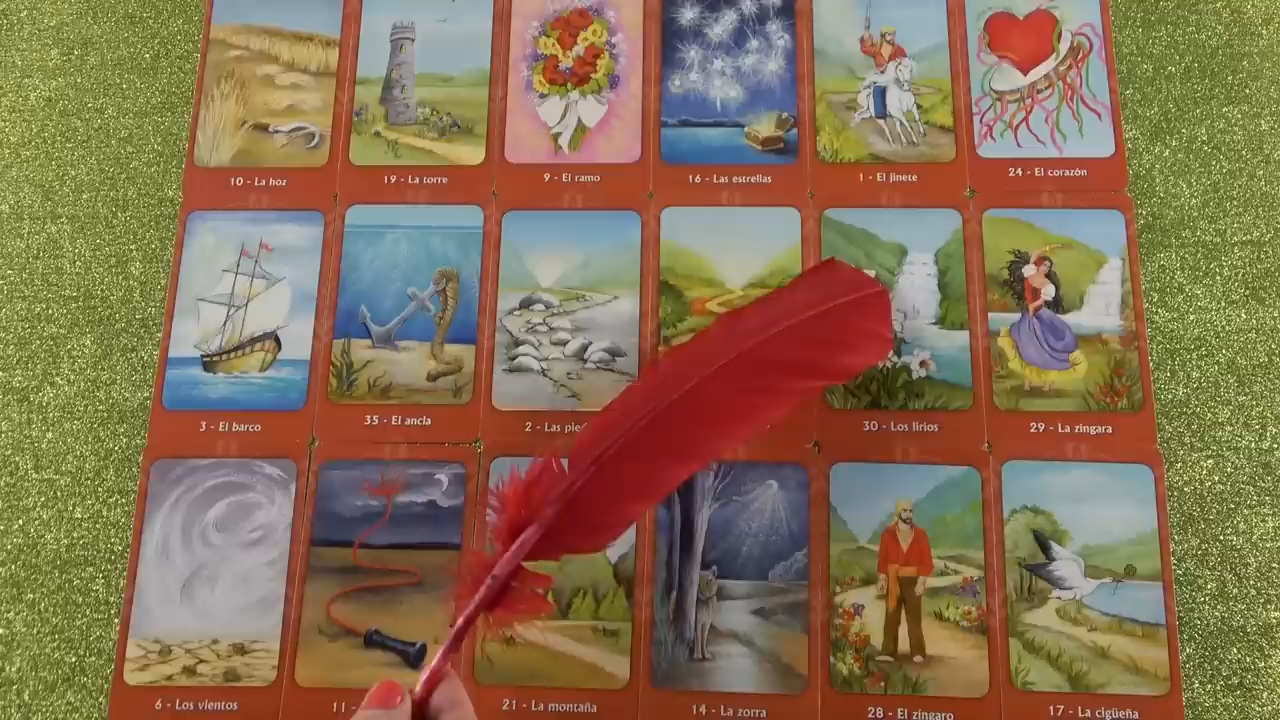 10 - La hoz
19 - La torre
9 - El ramo
16 - Las estrellas
1 - El jinete
24 - El corazón
3 - El barco
35 - El ancla
2 - Las
30 - Los lirios
29 - La zíngara
6 - Los vientos
11 -
21 - La montaña
14 - La zorra
28 - El zíngaro
17 - La cigüeña